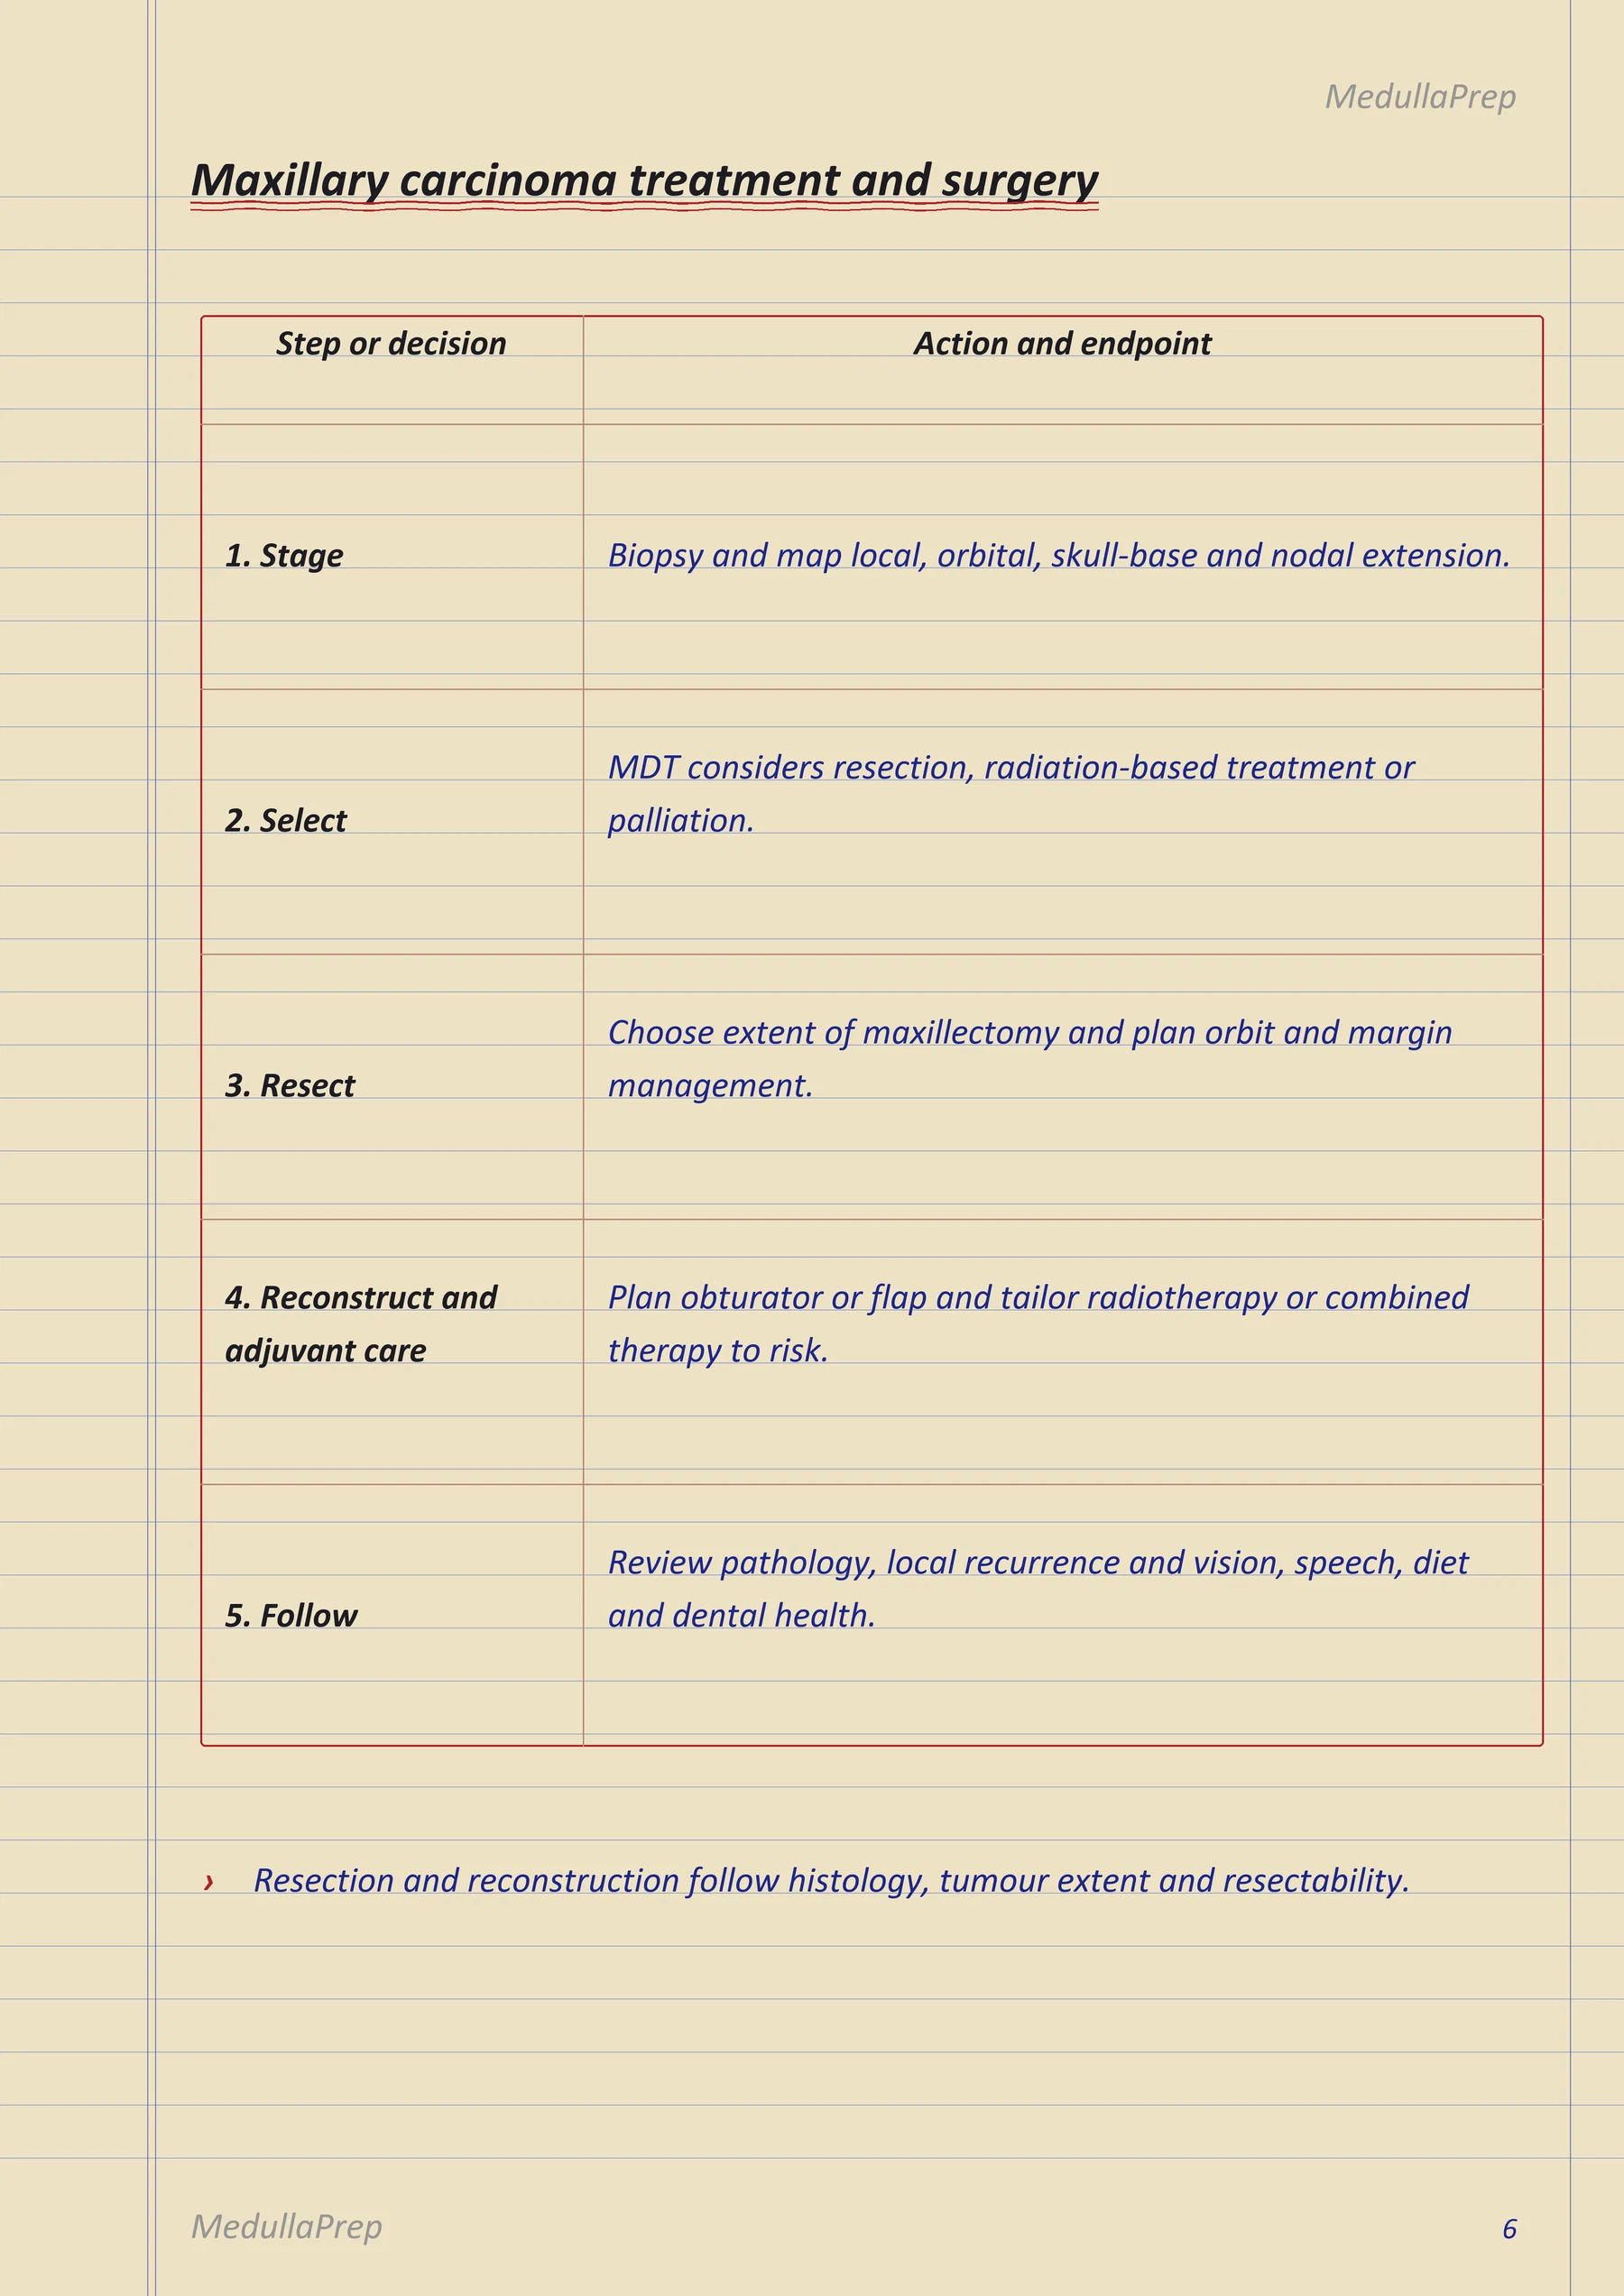 MedullaPrep
Maxillary carcinoma treatment and surgery
Step or decision
Action and endpoint
1. Stage
Biopsy and map local, orbital, skull-base and nodal extension.
2. Select
MDT considers resection, radiation-based treatment or
palliation.
3. Resect
Choose extent of maxillectomy and plan orbit and margin
management.
4. Reconstruct and
adjuvant care
Plan obturator or flap and tailor radiotherapy or combined
therapy to risk.
5. Follow
Review pathology, local recurrence and vision, speech, diet
and dental health.
› Resection and reconstruction follow histology, tumour extent and resectability.
MedullaPrep
6